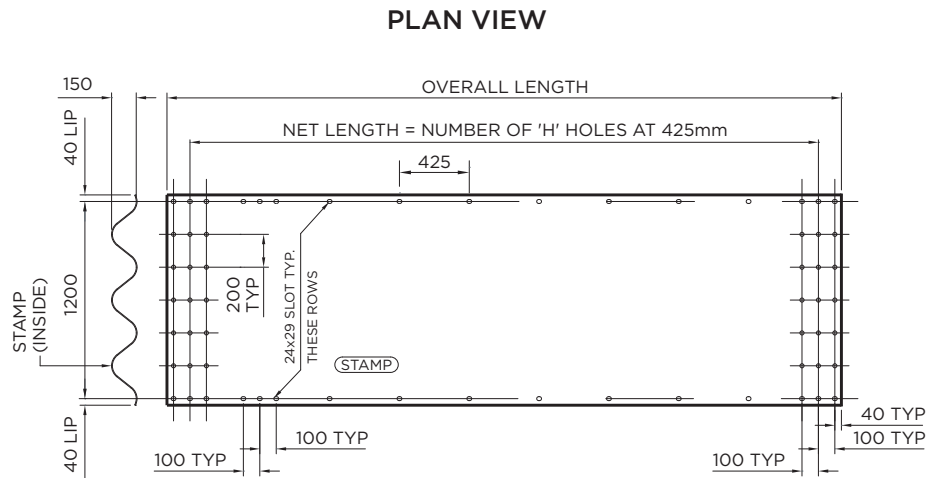 PLAN VIEW
150
OVERALL LENGTH
40 LIP
NET LENGTH = NUMBER OF 'H' HOLES AT 425mm
425
1200
200
TYP
24x29 SLOT TYP.
THESE ROWS
STAMP
(INSIDE)
STAMP
40 LIP
40 TYP
100 TYP
100 TYP
100 TYP
100 TYP